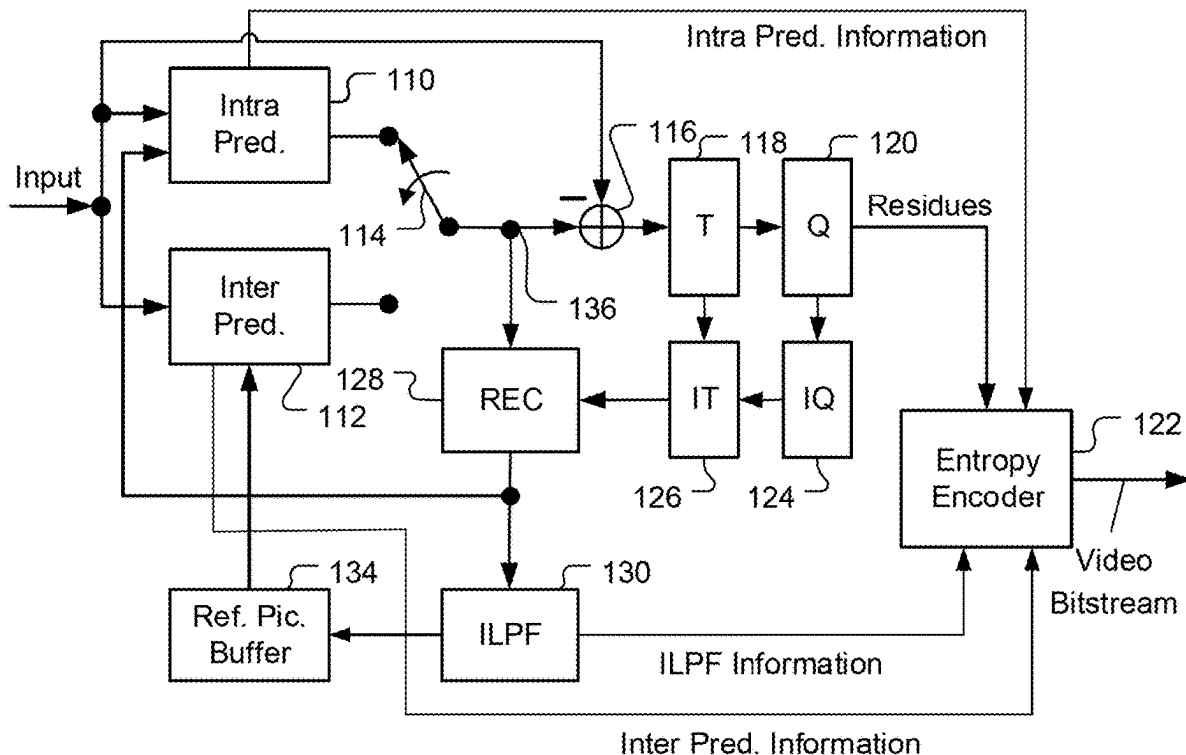 Intra Pred. Information
110
Intra
Pred.
116
118
120
Input
114
−
T
Q
Residues
Inter
Pred.
136
128
REC
IT
IQ
112
122
Entropy
Encoder
126
124
134
130
Video
Bitstream
Ref. Pic.
Buffer
ILPF
ILPF Information
Inter Pred. Information